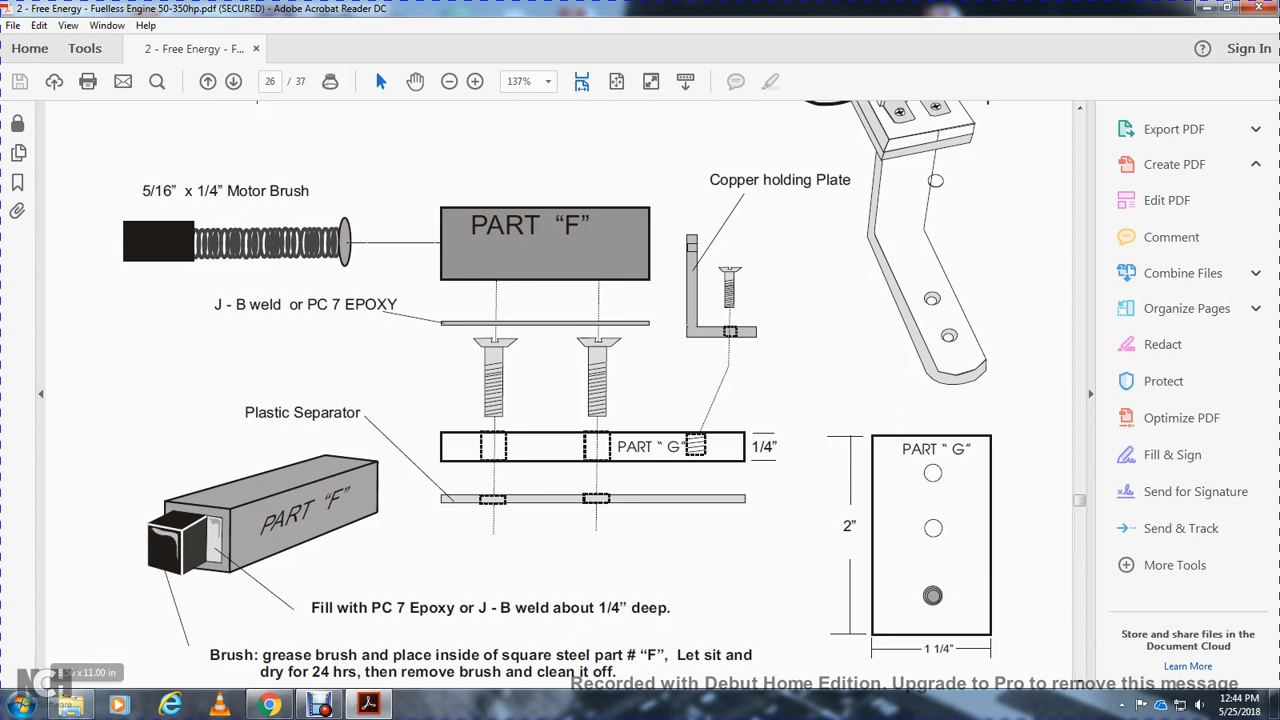 2 - Free Energy - Fueless Engine 50-350hp.pdf (SECURED) - Adobe Acrobat Reader DC
File Edit View Window Help
Home Tools 2 - Free Energy - F... × Sign In
26 / 37 137%
Copper holding Plate
5/16” x 1/4” Motor Brush
PART “F”
J - B weld or PC 7 EPOXY
Plastic Separator
PART “ G”
1/4”
PART “ G”
2”
1 1/4”
PART “F”
Fill with PC 7 Epoxy or J - B weld about 1/4” deep.
Brush: grease brush and place inside of square steel part # “F”, Let sit and
dry for 24 hrs, then remove brush and clean it off.
Export PDF
Create PDF
Edit PDF
Comment
Combine Files
Organize Pages
Redact
Protect
Optimize PDF
Fill & Sign
Send for Signature
Send & Track
More Tools
Store and share files in the
Document Cloud
Learn More
x 11.00 in
NCH
Software
Recorded with Debut Home Edition. Upgrade to Pro to remove this message
12:44 PM
5/25/2018